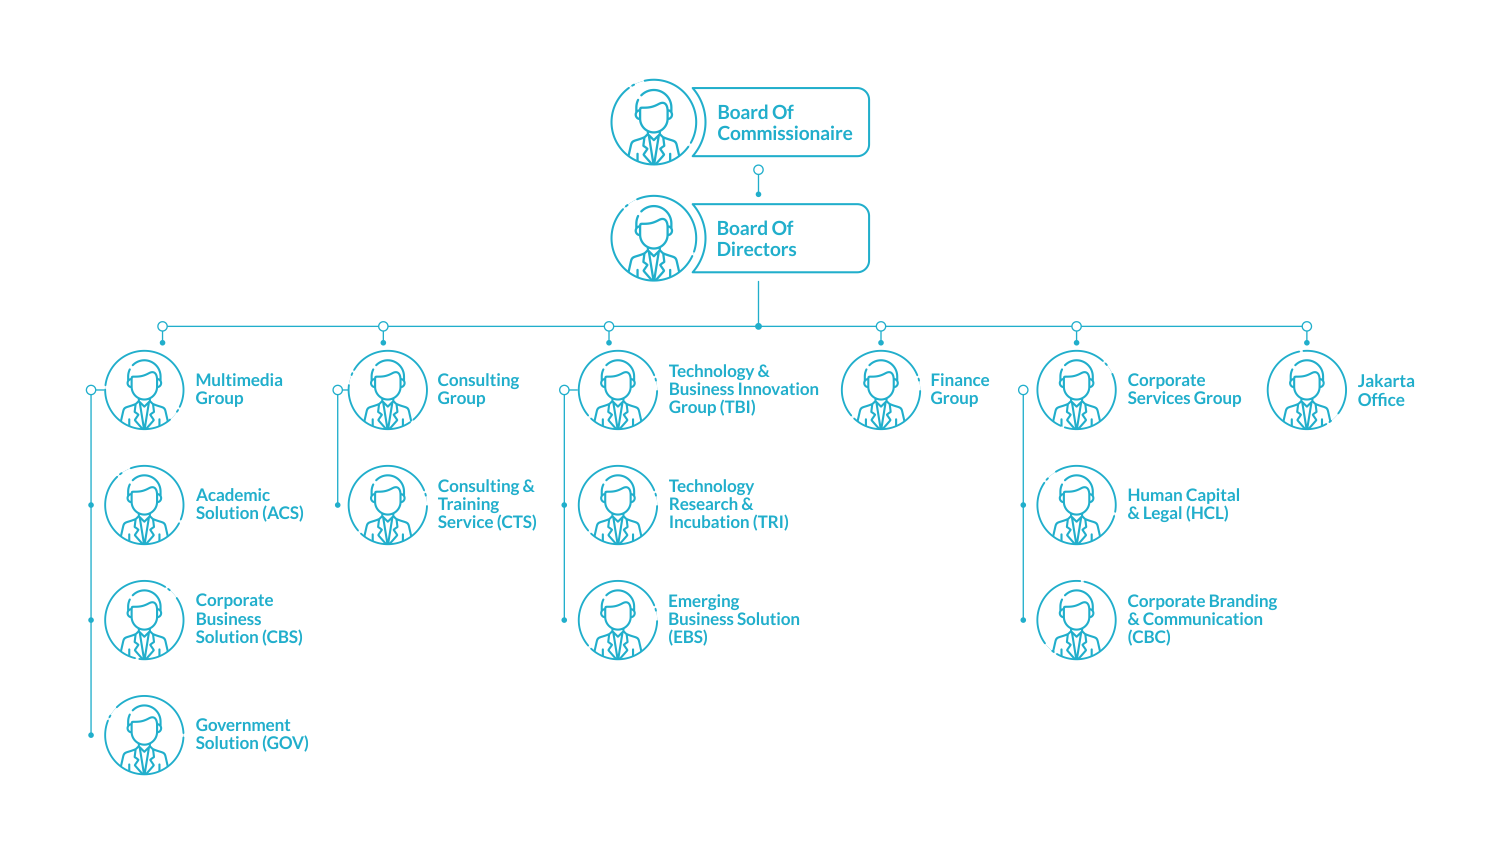 Board Of
Commissionaire
Board Of
Directors
Multimedia
Group
Consulting
Group
Technology &
Business Innovation
Group (TBI)
Finance
Group
Corporate
Services Group
Jakarta
Office
Academic
Solution (ACS)
Consulting &
Training
Service (CTS)
Technology
Research &
Incubation (TRI)
Human Capital
& Legal (HCL)
Corporate
Business
Solution (CBS)
Emerging
Business Solution
(EBS)
Corporate Branding
& Communication
(CBC)
Government
Solution (GOV)